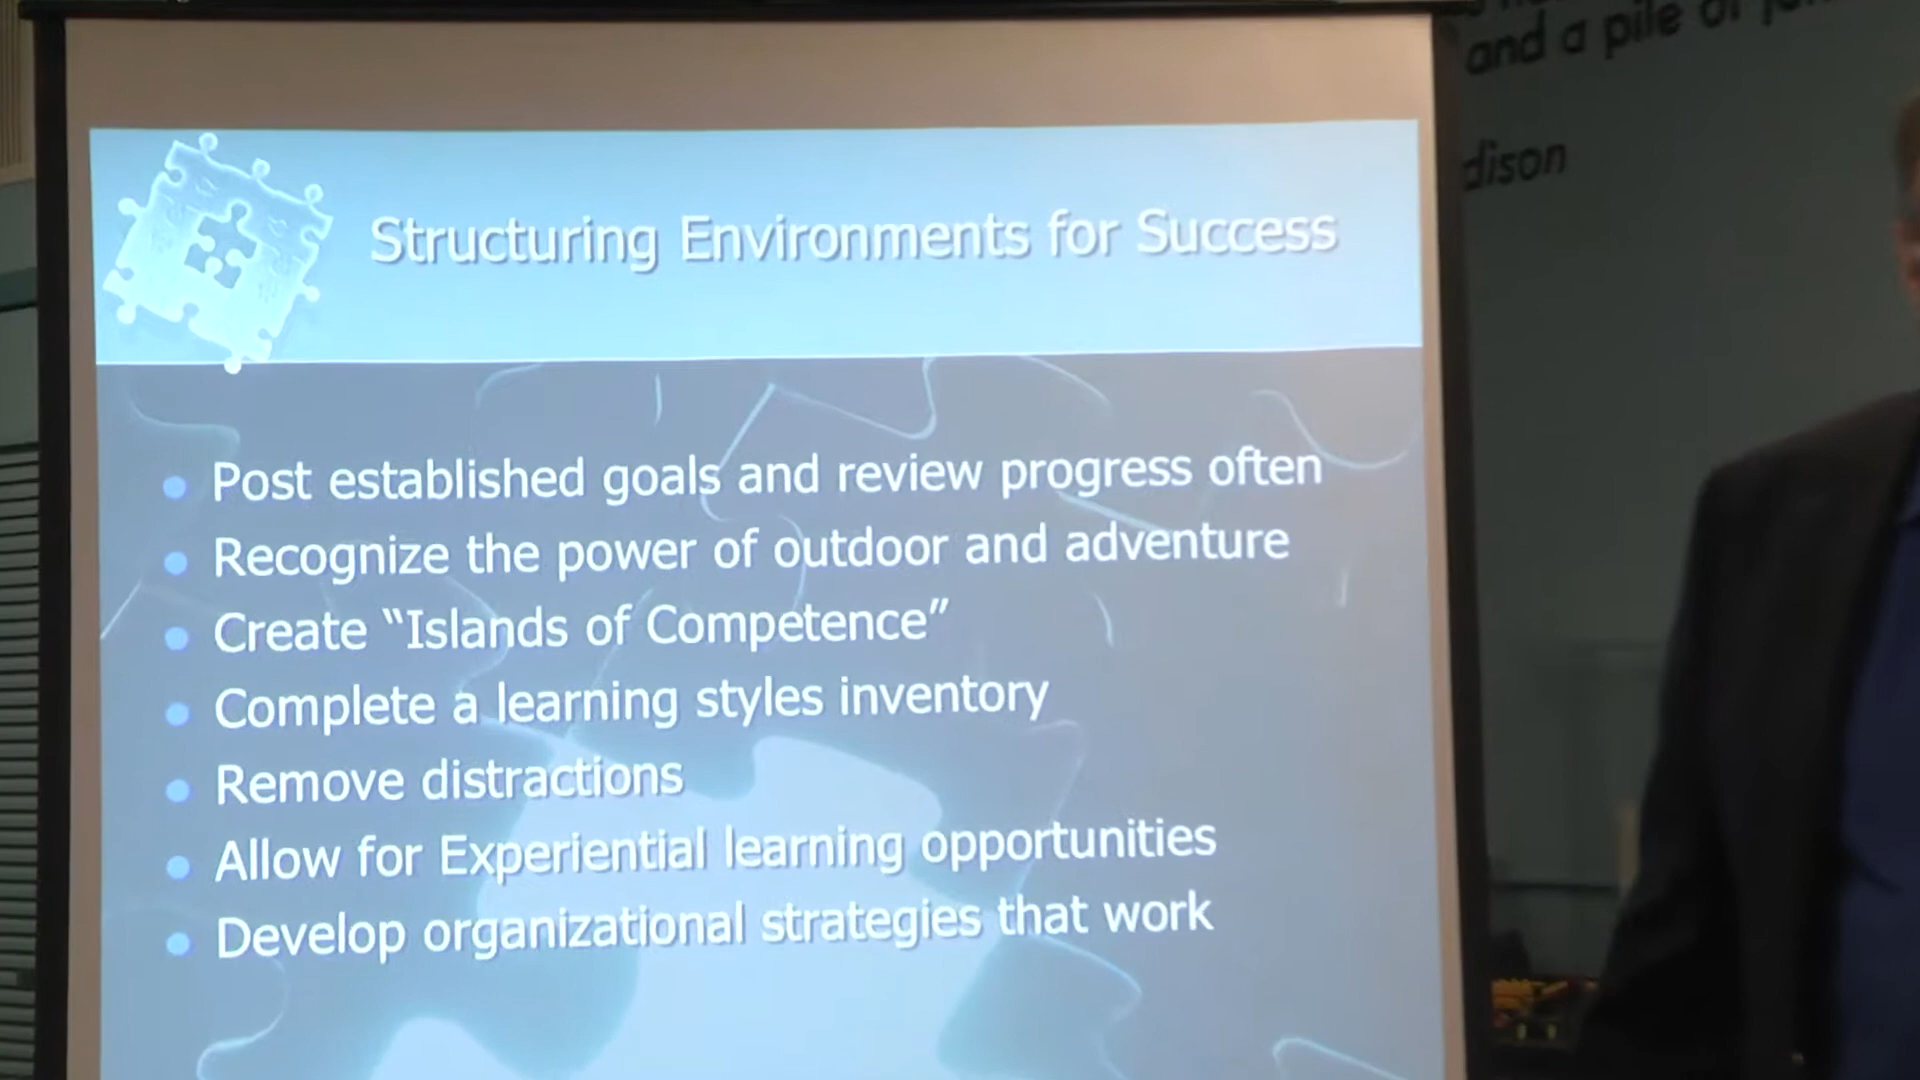 and a pile of
dison
Structuring Environments for Success
Post established goals and review progress often
Recognize the power of outdoor and adventure
Create “Islands of Competence”
Complete a learning styles inventory
Remove distractions
Allow for Experiential learning opportunities
Develop organizational strategies that work